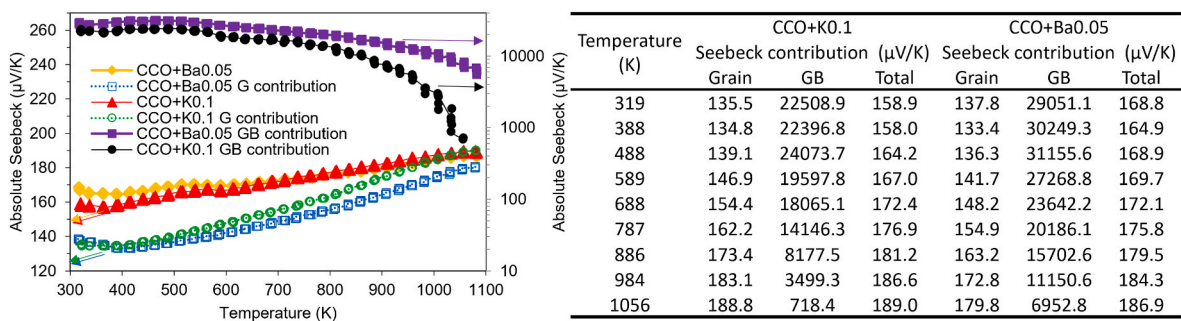 260
240
220
200
180
160
140
120
Absolute Seebeck (µV/K)
CCO+Ba0.05
CCO+Ba0.05 G contribution
CCO+K0.1
CCO+K0.1 G contribution
CCO+Ba0.05 GB contribution
CCO+K0.1 GB contribution
10000
1000
100
10
Absolute Seebeck (µV/K)
300 400 500 600 700 800 900 1000 1100
Temperature (K)
CCO+K0.1 CCO+Ba0.05
Temperature (K) Seebeck contribution (µV/K) Seebeck contribution (µV/K)
Grain GB Total Grain GB Total
319 135.5 22508.9 158.9 137.8 29051.1 168.8
388 134.8 22396.8 158.0 133.4 30249.3 164.9
488 139.1 24073.7 164.2 136.3 31155.6 168.9
589 146.9 19597.8 167.0 141.7 27268.8 169.7
688 154.4 18065.1 172.4 148.2 23642.2 172.1
787 162.2 14146.3 176.9 154.9 20186.1 175.8
886 173.4 8177.5 181.2 163.2 15702.6 179.5
984 183.1 3499.3 186.6 172.8 11150.6 184.3
1056 188.8 718.4 189.0 179.8 6952.8 186.9